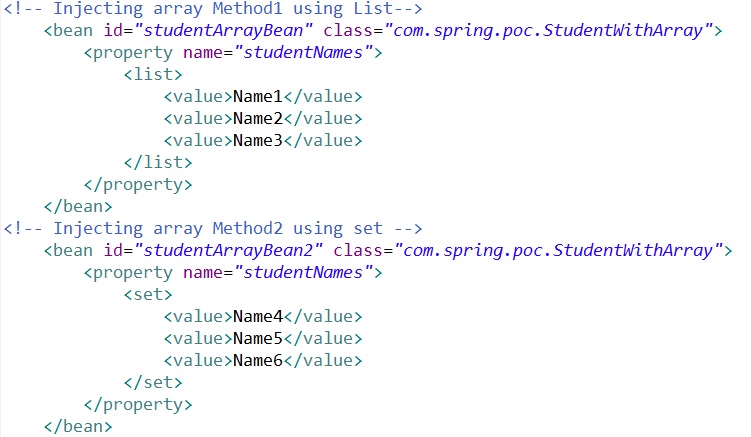 <!-- Injecting array Method1 using List-->
<bean id="studentArrayBean" class="com.spring.poc.StudentWithArray">
<property name="studentNames">
<list>
<value>Name1</value>
<value>Name2</value>
<value>Name3</value>
</list>
</property>
</bean>
<!-- Injecting array Method2 using set -->
<bean id="studentArrayBean2" class="com.spring.poc.StudentWithArray">
<property name="studentNames">
<set>
<value>Name4</value>
<value>Name5</value>
<value>Name6</value>
</set>
</property>
</bean>